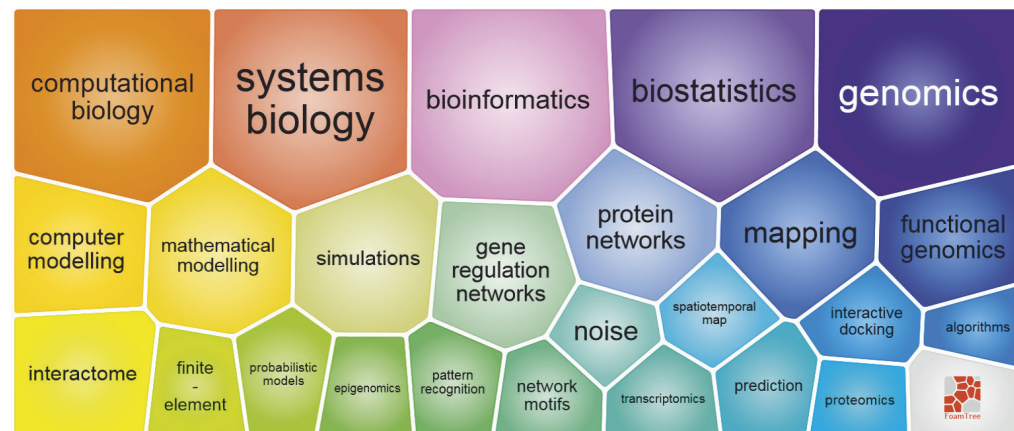 computational
biology
systems
biology
bioinformatics
biostatistics
genomics
computer
modelling
mathematical
modelling
simulations
gene
regulation
networks
protein
networks
mapping
functional
genomics
interactome
finite
-
element
probabilistic
models
epigenomics
pattern
recognition
network
motifs
noise
transcriptomics
spatiotemporal
map
prediction
interactive
docking
proteomics
algorithms
FoamTree